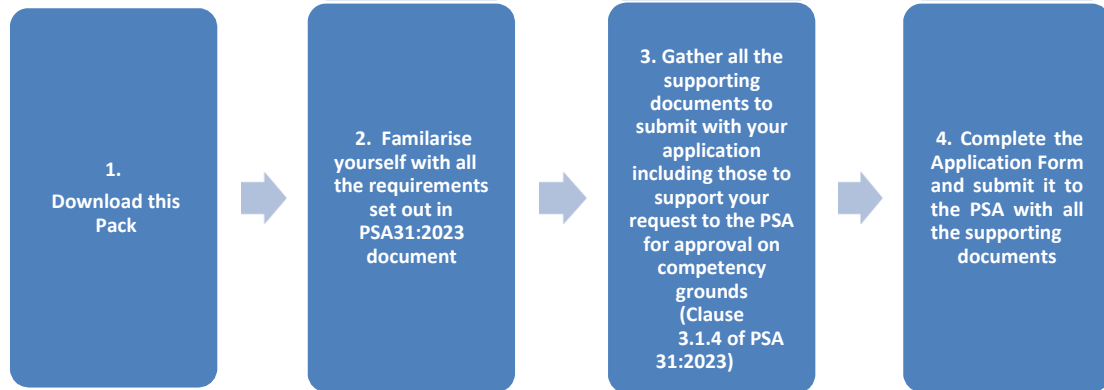 1.
Download this
Pack
2. Familarise
yourself with all
the requirements
set out in
PSA31:2023
document
3. Gather all the
supporting
documents to
submit with your
application
including those to
support your
request to the PSA
for approval on
competency
grounds
(Clause
3.1.4 of PSA
31:2023)
4. Complete the
Application Form
and submit it to
the PSA with all
the supporting
documents